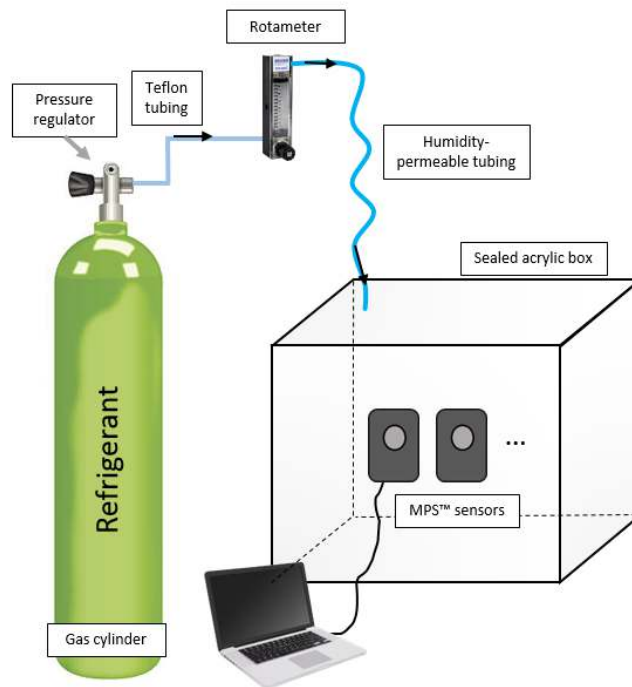 Rotameter
Teflon
tubing
Pressure
regulator
Humidity-
permeable tubing
Sealed acrylic box
Refrigerant
...
MPS™ sensors
Gas cylinder